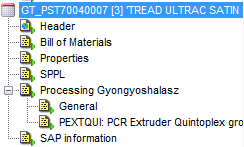 GT_PST70040007 [3] 'TREAD ULTRAC SATIN
Header
Bill of Materials
Properties
SPPL
Processing Gyongyoshalasz
General
PEXTQUI: PCR Extruder Quintoplex gro
SAP information